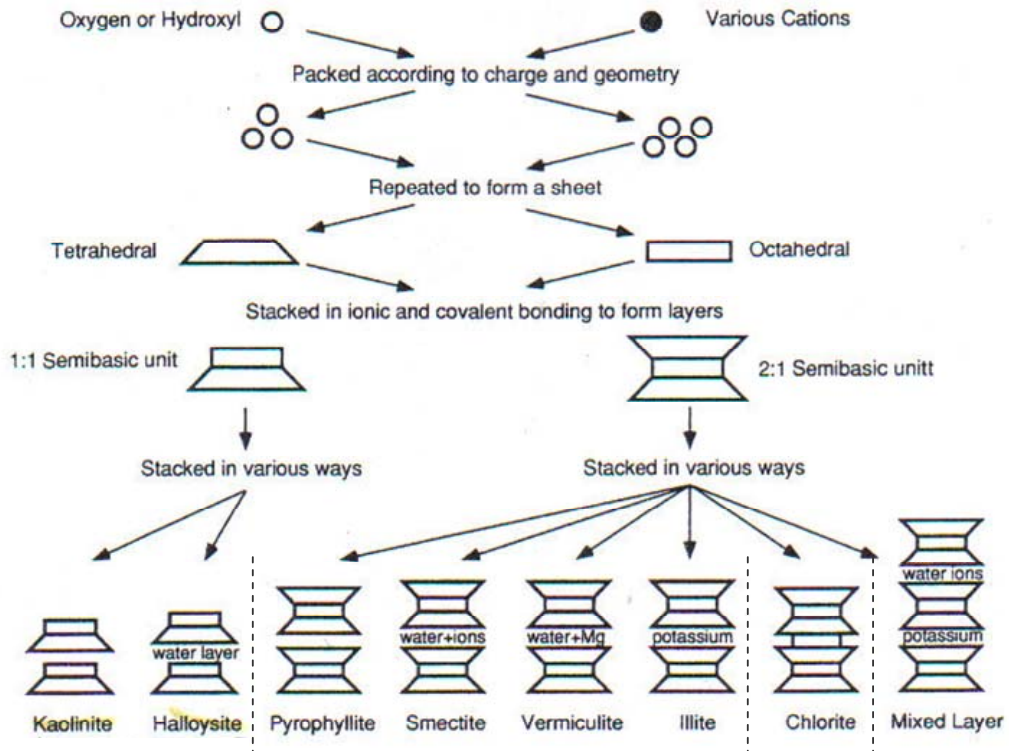 Oxygen or Hydroxyl
Various Cations
Packed according to charge and geometry
Repeated to form a sheet
Tetrahedral
Octahedral
Stacked in ionic and covalent bonding to form layers
1:1 Semibasic unit
2:1 Semibasic unitt
Stacked in various ways
Stacked in various ways
water ions
water+ions
water+Mg
potassium
potassium
water layer
Kaolinite
Halloysite
Pyrophyllite
Smectite
Vermiculite
Illite
Chlorite
Mixed Layer